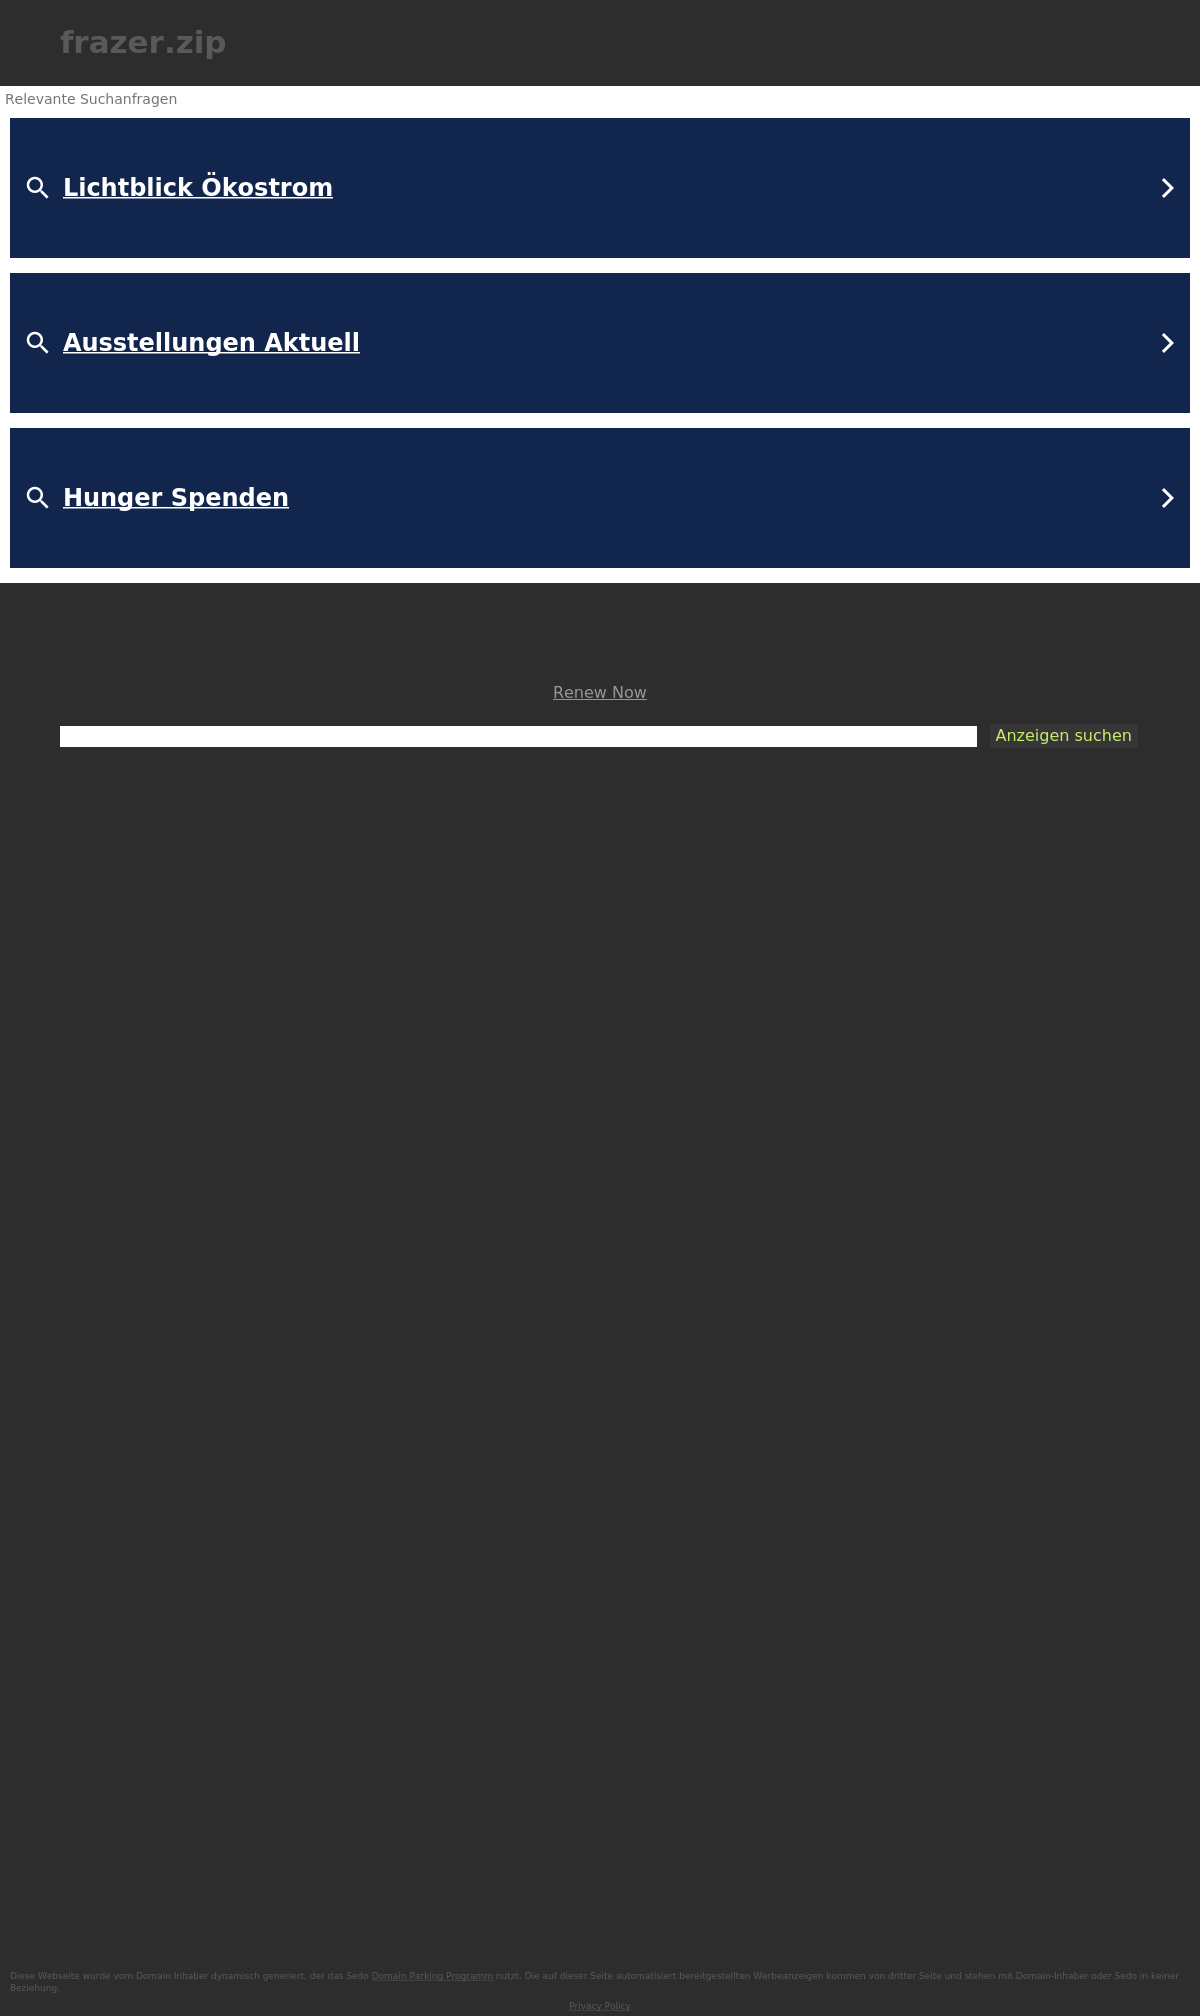 frazer.zip
Relevante Suchanfragen
Lichtblick Ökostrom
Ausstellungen Aktuell
Hunger Spenden
Renew Now
Anzeigen suchen
Diese Webseite wurde vom Domain Inhaber dynamisch generiert, der das Sedo Domain Parking Programm nutzt. Die auf dieser Seite automatisiert bereitgestellten Werbeanzeigen kommen von dritter Seite und stehen mit Domain-Inhaber oder Sedo in keiner
Beziehung.
Privacy Policy